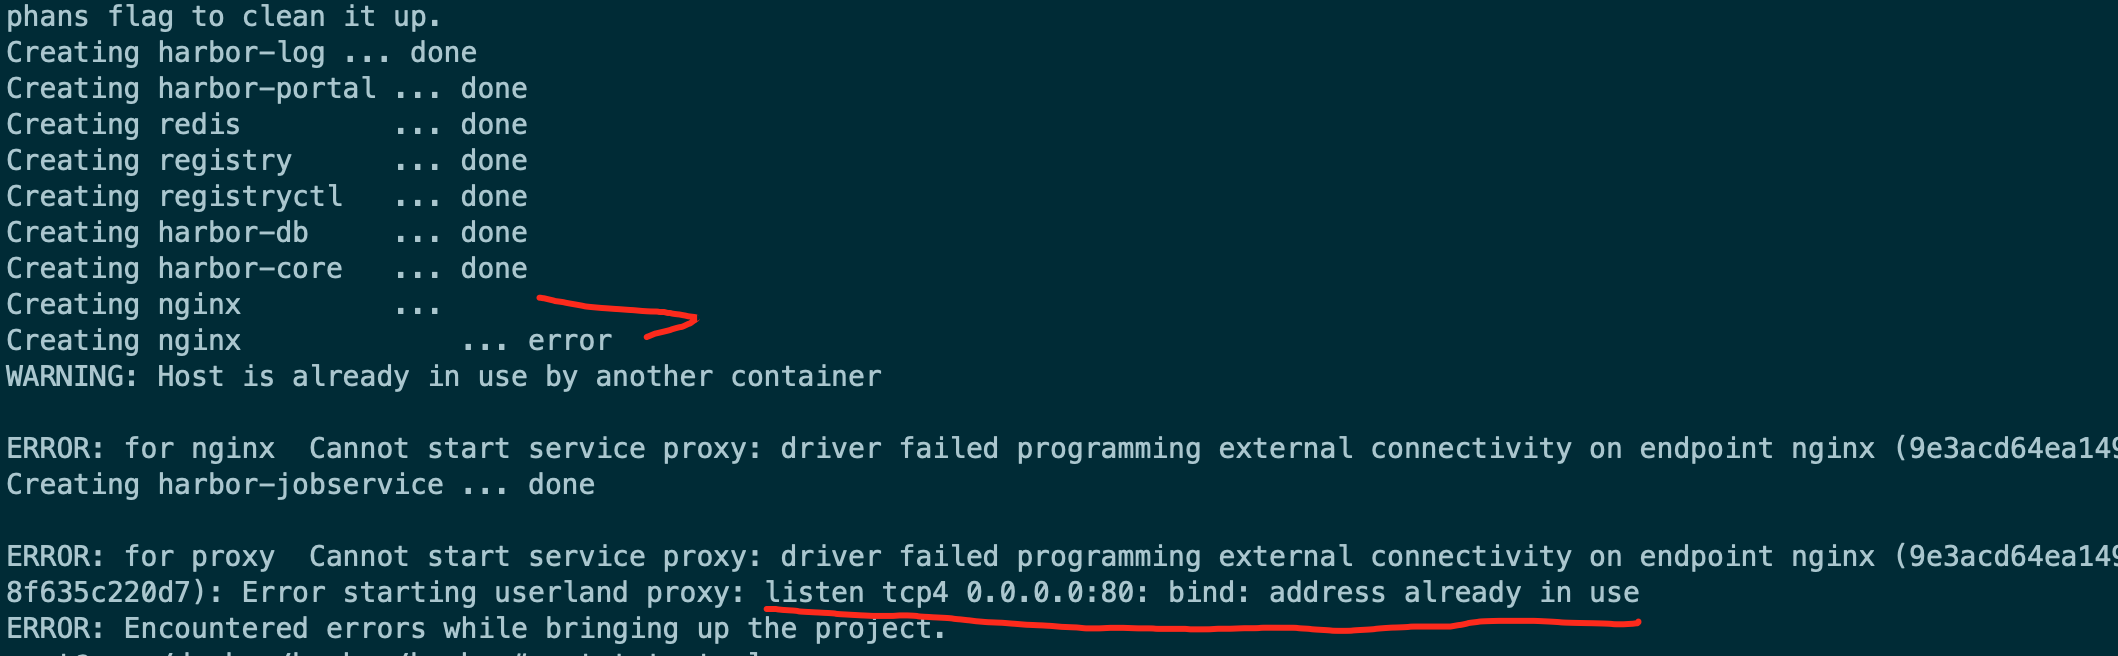 phans flag to clean it up.
Creating harbor-log ... done
Creating harbor-portal ... done
Creating redis         ... done
Creating registry      ... done
Creating registryctl   ... done
Creating harbor-db     ... done
Creating harbor-core   ... done
Creating nginx         ...
Creating nginx             ... error
WARNING: Host is already in use by another container
ERROR: for nginx  Cannot start service proxy: driver failed programming external connectivity on endpoint nginx (9e3acd64ea149
Creating harbor-jobservice ... done
ERROR: for proxy  Cannot start service proxy: driver failed programming external connectivity on endpoint nginx (9e3acd64ea149
8f635c220d7): Error starting userland proxy: listen tcp4 0.0.0.0:80: bind: address already in use
ERROR: Encountered errors while bringing up the project.